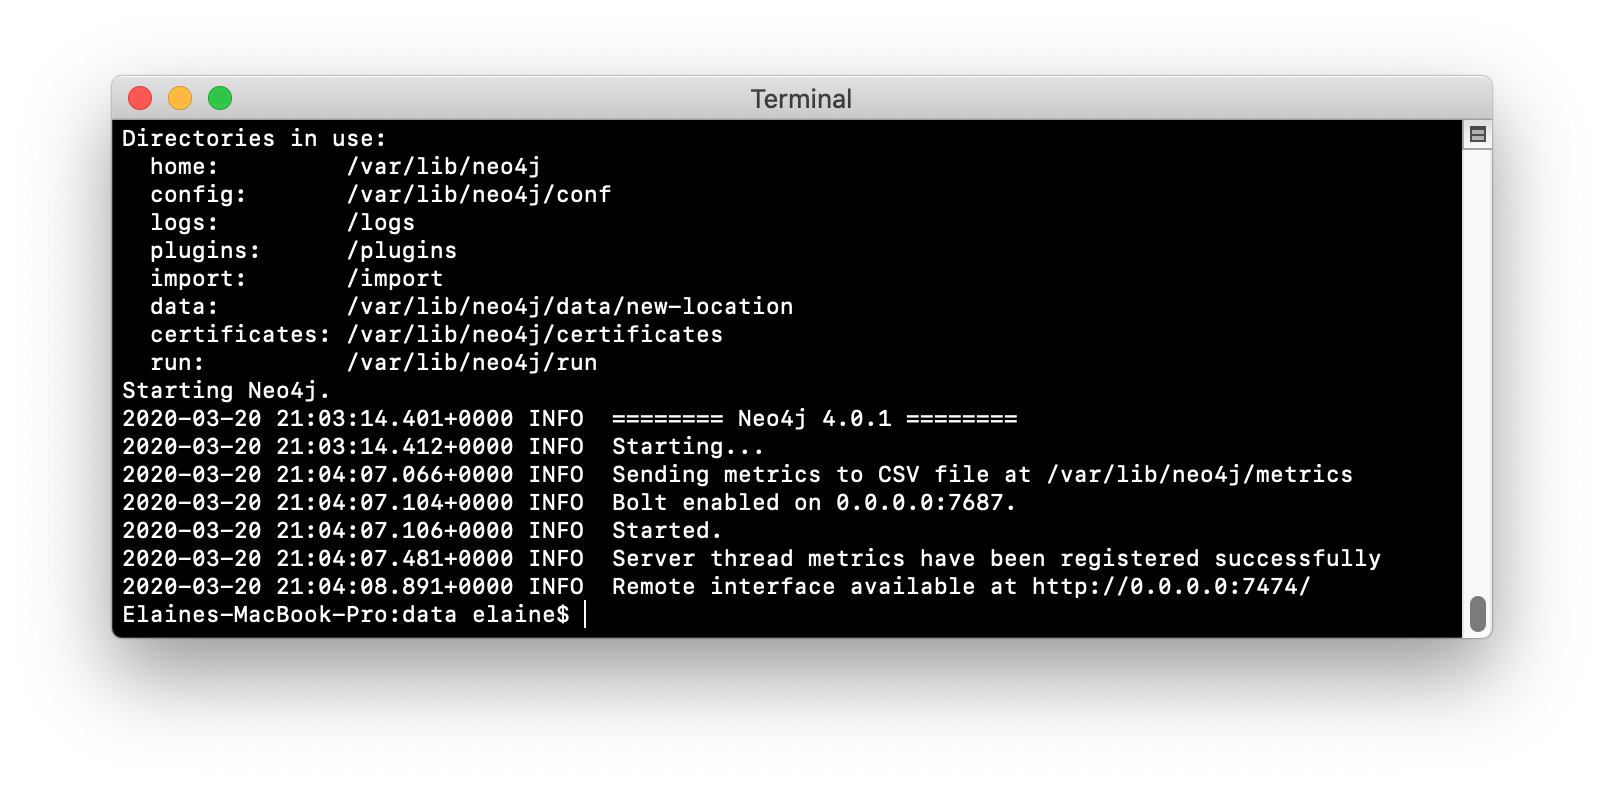 Terminal
Directories in use:
  home:         /var/lib/neo4j
  config:       /var/lib/neo4j/conf
  logs:         /logs
  plugins:      /plugins
  import:       /import
  data:         /var/lib/neo4j/data/new-location
  certificates: /var/lib/neo4j/certificates
  run:          /var/lib/neo4j/run
Starting Neo4j.
2020-03-20 21:03:14.401+0000 INFO  ======== Neo4j 4.0.1 ========
2020-03-20 21:03:14.412+0000 INFO  Starting...
2020-03-20 21:04:07.066+0000 INFO  Sending metrics to CSV file at /var/lib/neo4j/metrics
2020-03-20 21:04:07.104+0000 INFO  Bolt enabled on 0.0.0.0:7687.
2020-03-20 21:04:07.106+0000 INFO  Started.
2020-03-20 21:04:07.481+0000 INFO  Server thread metrics have been registered successfully
2020-03-20 21:04:08.891+0000 INFO  Remote interface available at http://0.0.0.0:7474/
Elaines-MacBook-Pro:data elaine$